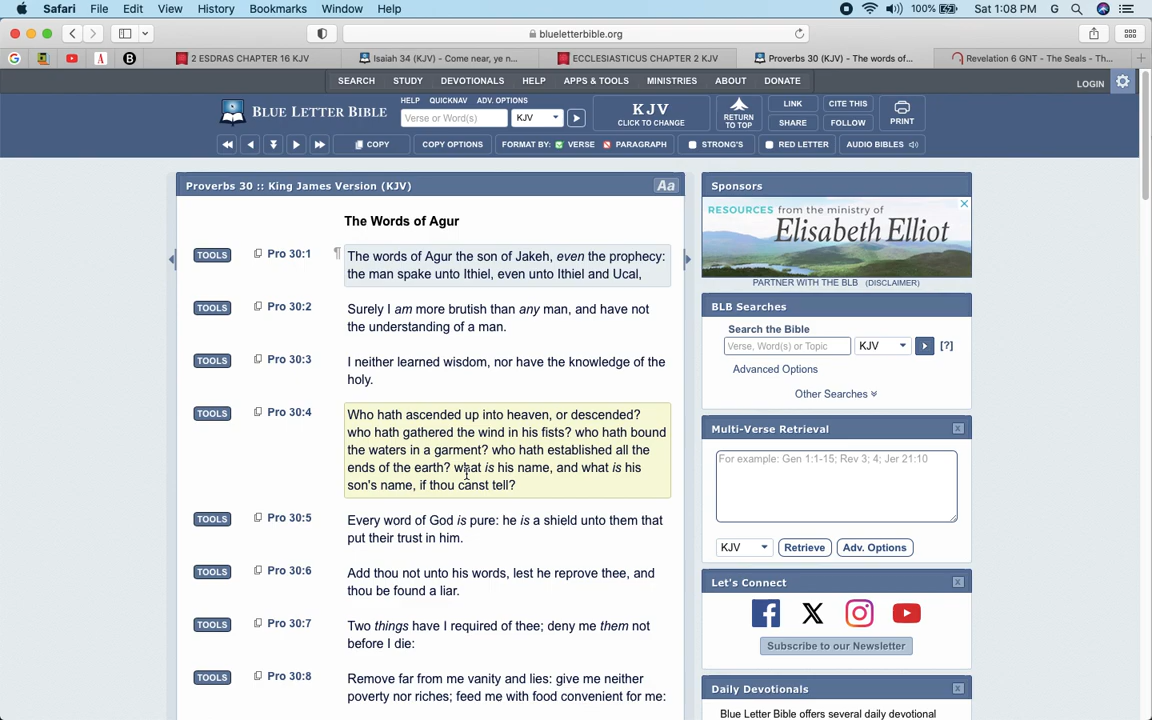 Safari File Edit View History Bookmarks Window Help 100% Sat 1:08 PM G
blueletterbible.org
G A B 2 ESDRAS CHAPTER 16 KJV Isaiah 34 (KJV) - Come near, ye n... ECCLESIASTICUS CHAPTER 2 KJV Proverbs 30 (KJV) - The words of... Revelation 6 GNT - The Seals - Th...
SEARCH STUDY DEVOTIONALS HELP APPS & TOOLS MINISTRIES ABOUT DONATE LOGIN
BLUE LETTER BIBLE
HELP QUICKNAV ADV. OPTIONS
Verse or Word(s) KJV
KJV
CLICK TO CHANGE
RETURN
TO TOP
LINK CITE THIS
SHARE FOLLOW
PRINT
COPY COPY OPTIONS FORMAT BY: VERSE PARAGRAPH STRONG'S RED LETTER AUDIO BIBLES
Proverbs 30 :: King James Version (KJV) Aa
The Words of Agur
TOOLS Pro 30:1 ¶ The words of Agur the son of Jakeh, even the prophecy:
the man spake unto Ithiel, even unto Ithiel and Ucal,
TOOLS Pro 30:2 Surely I am more brutish than any man, and have not
the understanding of a man.
TOOLS Pro 30:3 I neither learned wisdom, nor have the knowledge of the
holy.
TOOLS Pro 30:4 Who hath ascended up into heaven, or descended?
who hath gathered the wind in his fists? who hath bound
the waters in a garment? who hath established all the
ends of the earth? what is his name, and what is his
son's name, if thou canst tell?
TOOLS Pro 30:5 Every word of God is pure: he is a shield unto them that
put their trust in him.
TOOLS Pro 30:6 Add thou not unto his words, lest he reprove thee, and
thou be found a liar.
TOOLS Pro 30:7 Two things have I required of thee; deny me them not
before I die:
TOOLS Pro 30:8 Remove far from me vanity and lies: give me neither
poverty nor riches; feed me with food convenient for me:
Sponsors
RESOURCES from the ministry of
Elisabeth Elliot
PARTNER WITH THE BLB (DISCLAIMER)
BLB Searches
Search the Bible
Verse, Word(s) or Topic KJV [?]
Advanced Options
Other Searches
Multi-Verse Retrieval
For example: Gen 1:1-15; Rev 3; 4; Jer 21:10
KJV Retrieve Adv. Options
Let's Connect
Subscribe to our Newsletter
Daily Devotionals
Blue Letter Bible offers several daily devotional